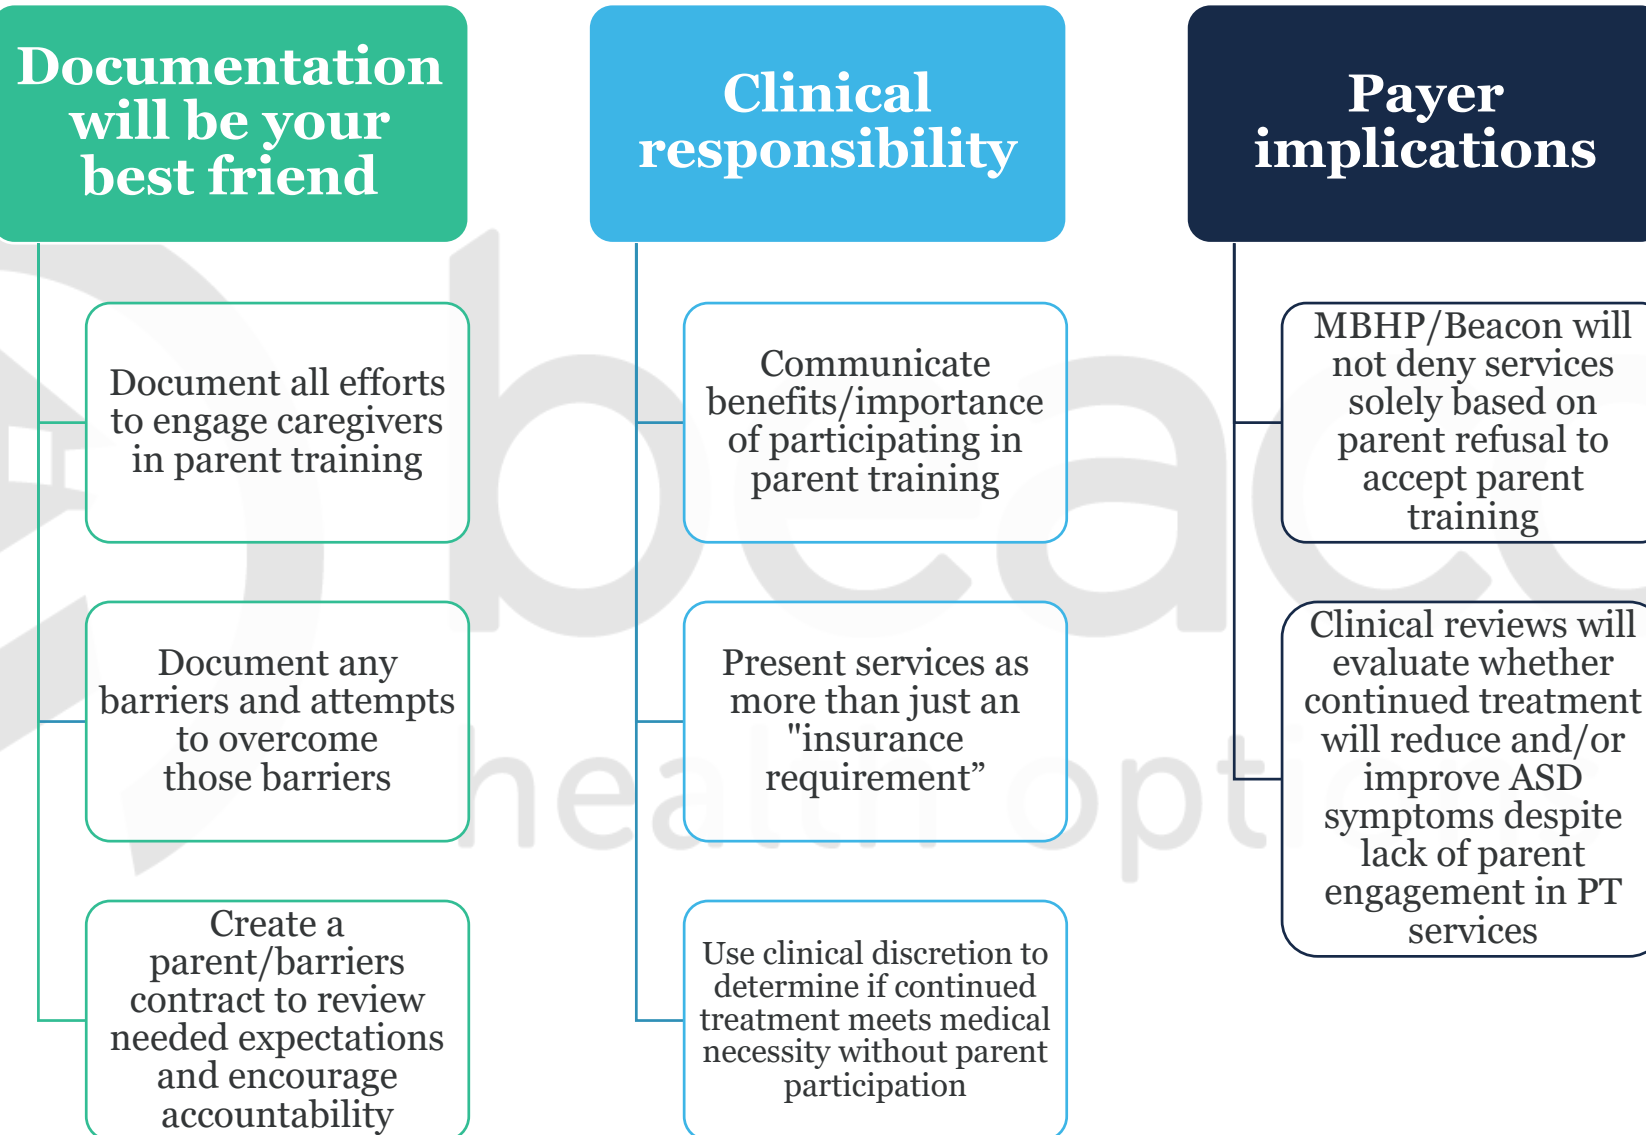 Documentation
will be your
best friend
Document all efforts
to engage caregivers
in parent training
Document any
barriers and attempts
to overcome
those barriers
Create a
parent/barriers
contract to review
needed expectations
and encourage
accountability
Clinical
responsibility
Communicate
benefits/importance
of participating in
parent training
Present services as
more than just an
"insurance
requirement”
Use clinical discretion to
determine if continued
treatment meets medical
necessity without parent
participation
Payer
implications
MBHP/Beacon will
not deny services
solely based on
parent refusal to
accept parent
training
Clinical reviews will
evaluate whether
continued treatment
will reduce and/or
improve ASD
symptoms despite
lack of parent
engagement in PT
services
beac
health opti